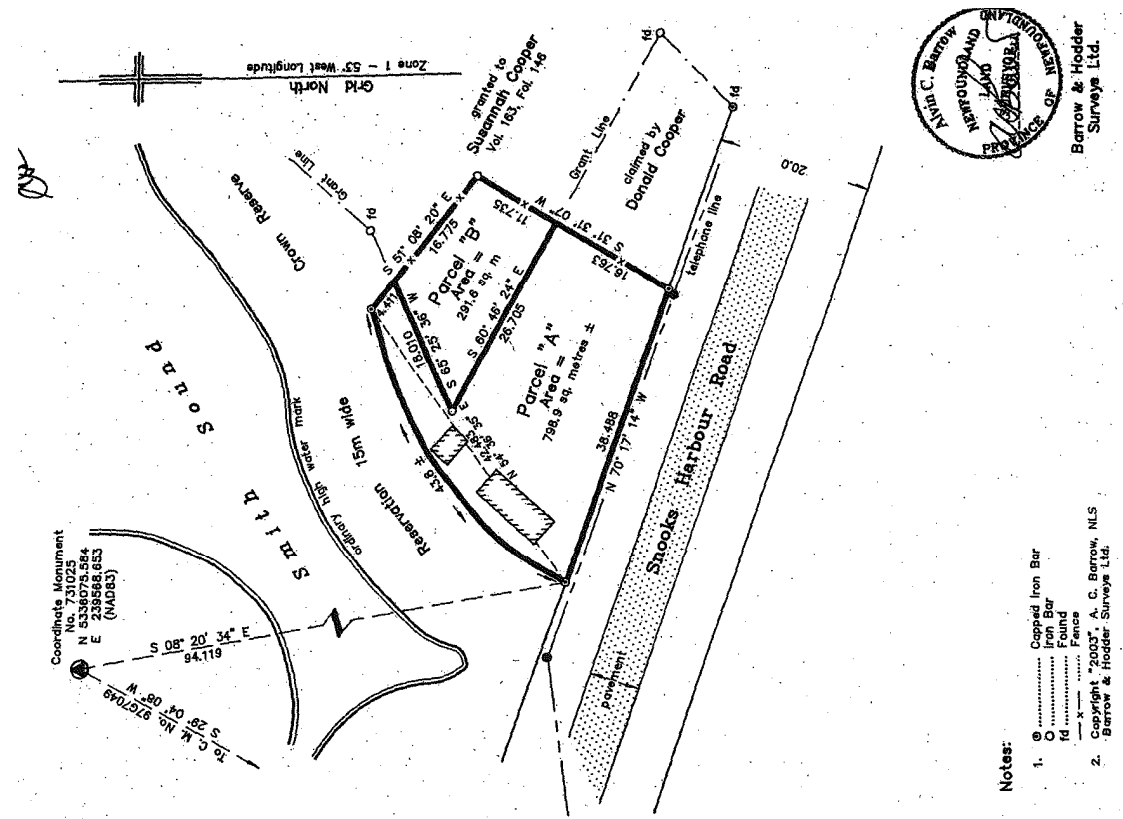 Grid North
Zone 1 - 53° West Longitude
granted to
Susannah Cooper
Vol. 163, Fol. 146
Grant Line
fd
Crown Reserve
Grant Line
fd
fd
claimed by
Donald Cooper
S 51° 08' 20" E
16.775
4.411
11.735
S 31° 31' 07" W
16.763
Parcel "B"
Area =
291.6 sq. m
S 65° 25' 36" W
16.010
S 60° 46' 24" E
26.705
Parcel "A"
Area =
798.9 sq. metres ±
42.483
43.8 ±
38.488
N 70° 17' 14" W
telephone line
20.0
Snooks Harbour Road
pavement
Smith Sound
ordinary high water mark
Reservation 15m wide
Coordinate Monument
No. 731025
N 5336075.584
E 239568.653
(NAD83)
S 08° 20' 34" E
94.119
To C. M. No. 97G7049
S 29° 04' 08" W
Alvin C. Barrow
NEWFOUNDLAND
LAND
SURVEYOR
PROVINCE OF NEWFOUNDLAND
Barrow & Hodder
Surveys Ltd.
Notes:
1. Capped Iron Bar
Iron Bar
fd Found
— x — Fence
2. Copyright "2003", A. C. Barrow, NLS
Barrow & Hodder Surveys Ltd.